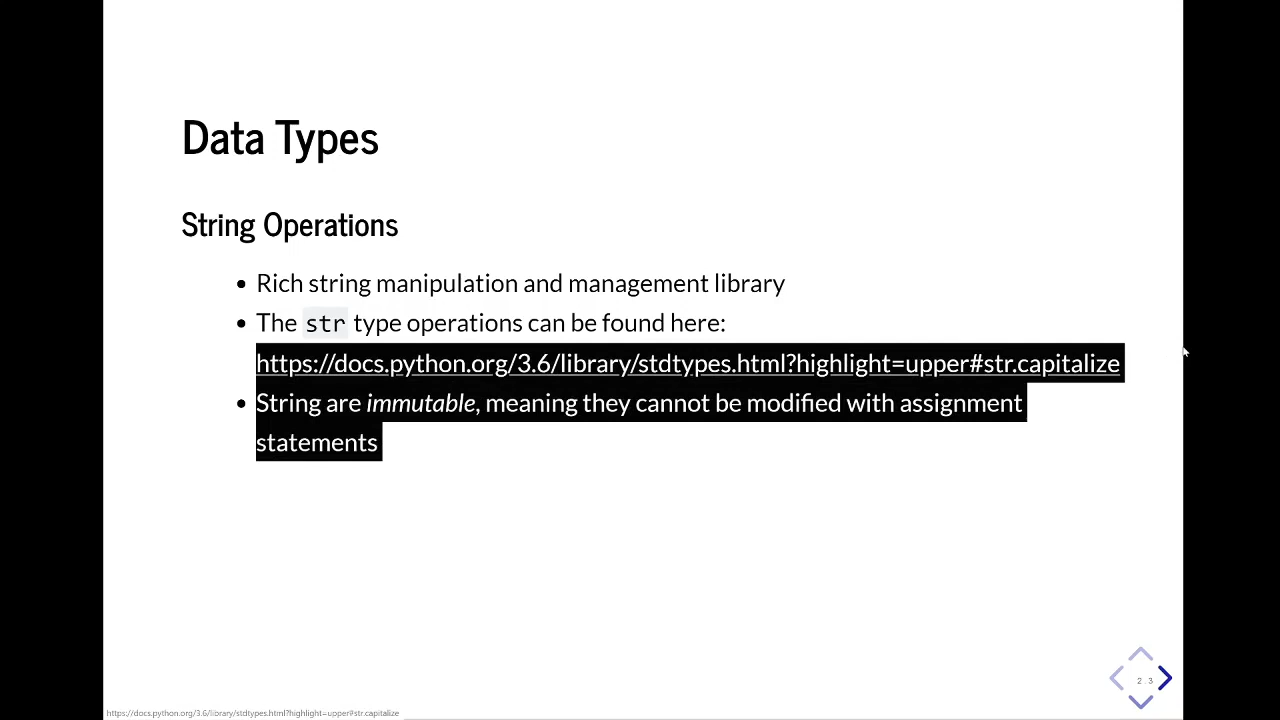 Data Types
String Operations
Rich string manipulation and management library
The str type operations can be found here:
https://docs.python.org/3.6/library/stdtypes.html?highlight=upper#str.capitalize
String are immutable, meaning they cannot be modified with assignment
statements
2.3
https://docs.python.org/3.6/library/stdtypes.html?highlight=upper#str.capitalize